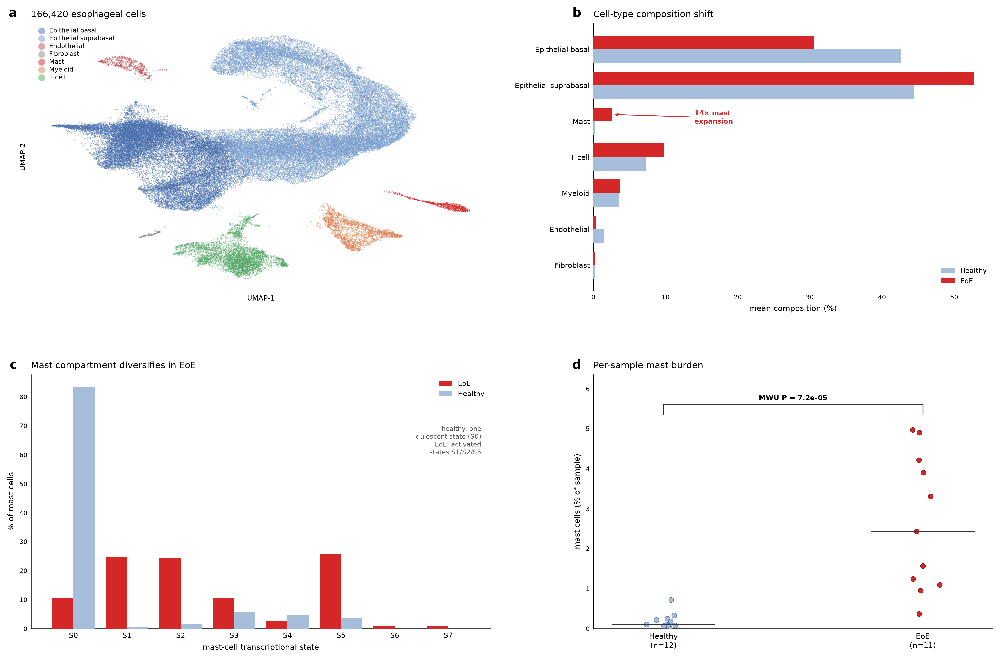 a
166,420 esophageal cells
Epithelial basal
Epithelial suprabasal
Endothelial
Fibroblast
Mast
Myeloid
T cell
UMAP-2
UMAP-1
b
Cell-type composition shift
Epithelial basal
Epithelial suprabasal
Mast
T cell
Myeloid
Endothelial
Fibroblast
14× mast
expansion
Healthy
EoE
0
10
20
30
40
50
mean composition (%)
c
Mast compartment diversifies in EoE
EoE
Healthy
healthy: one
quiescent state (S0)
EoE: activated
states S1/S2/S5
% of mast cells
80
70
60
50
40
30
20
10
0
S0
S1
S2
S3
S4
S5
S6
S7
mast-cell transcriptional state
d
Per-sample mast burden
MWU P = 7.2e-05
mast cells (% of sample)
6
5
4
3
2
1
0
Healthy
(n=12)
EoE
(n=11)